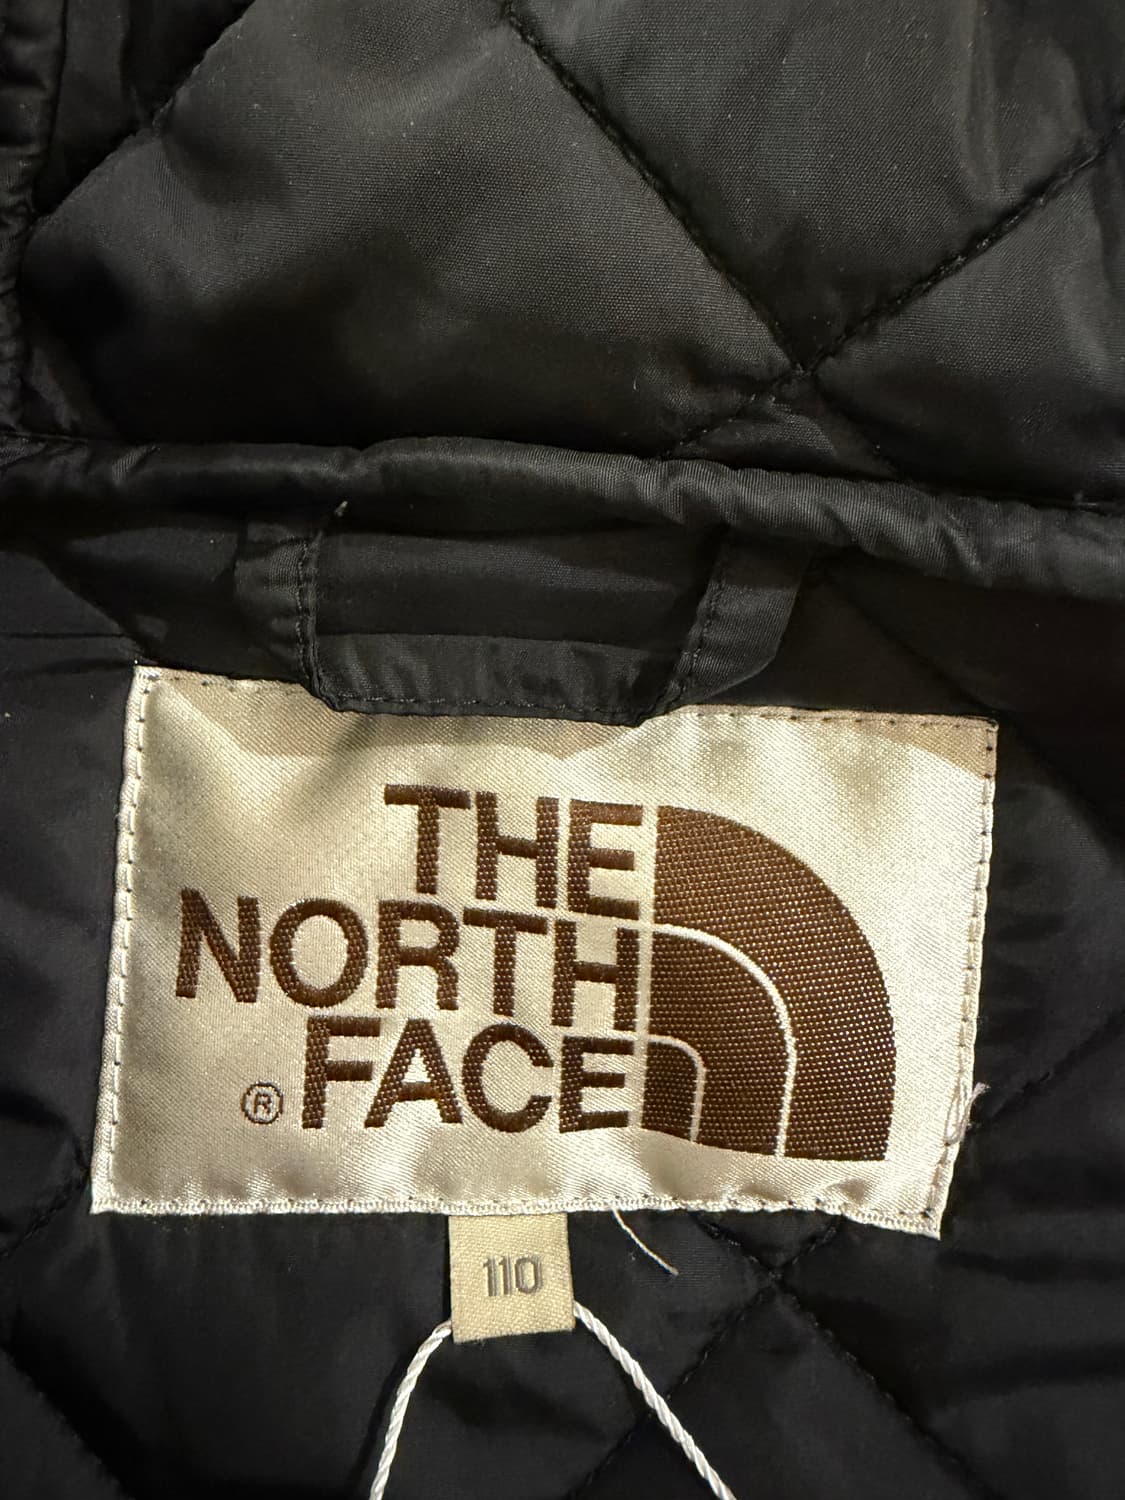 THE
NORTH
® FACE
110